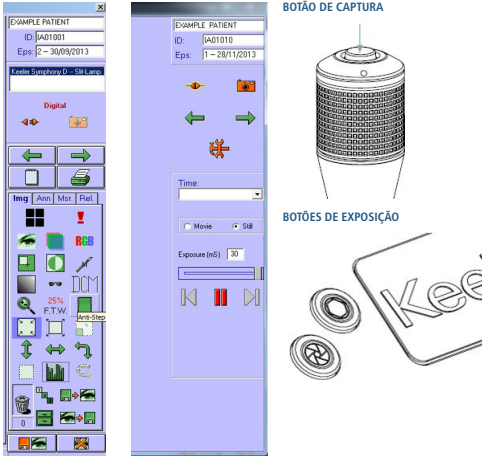 EXAMPLE PATIENT
ID: IA01001
Eps: 2 – 30/09/2013
Keeler Symphony D – Slit Lamp
Digital
Img Ann Msr. Rel.
RGB
DCM
25%
F.T.W.
Anti-Step
0
EXAMPLE PATIENT
ID: IA01010
Eps: 1 – 28/11/2013
Time:
Movie Still
Exposure (mS) 30
BOTÃO DE CAPTURA
BOTÕES DE EXPOSIÇÃO
Kee